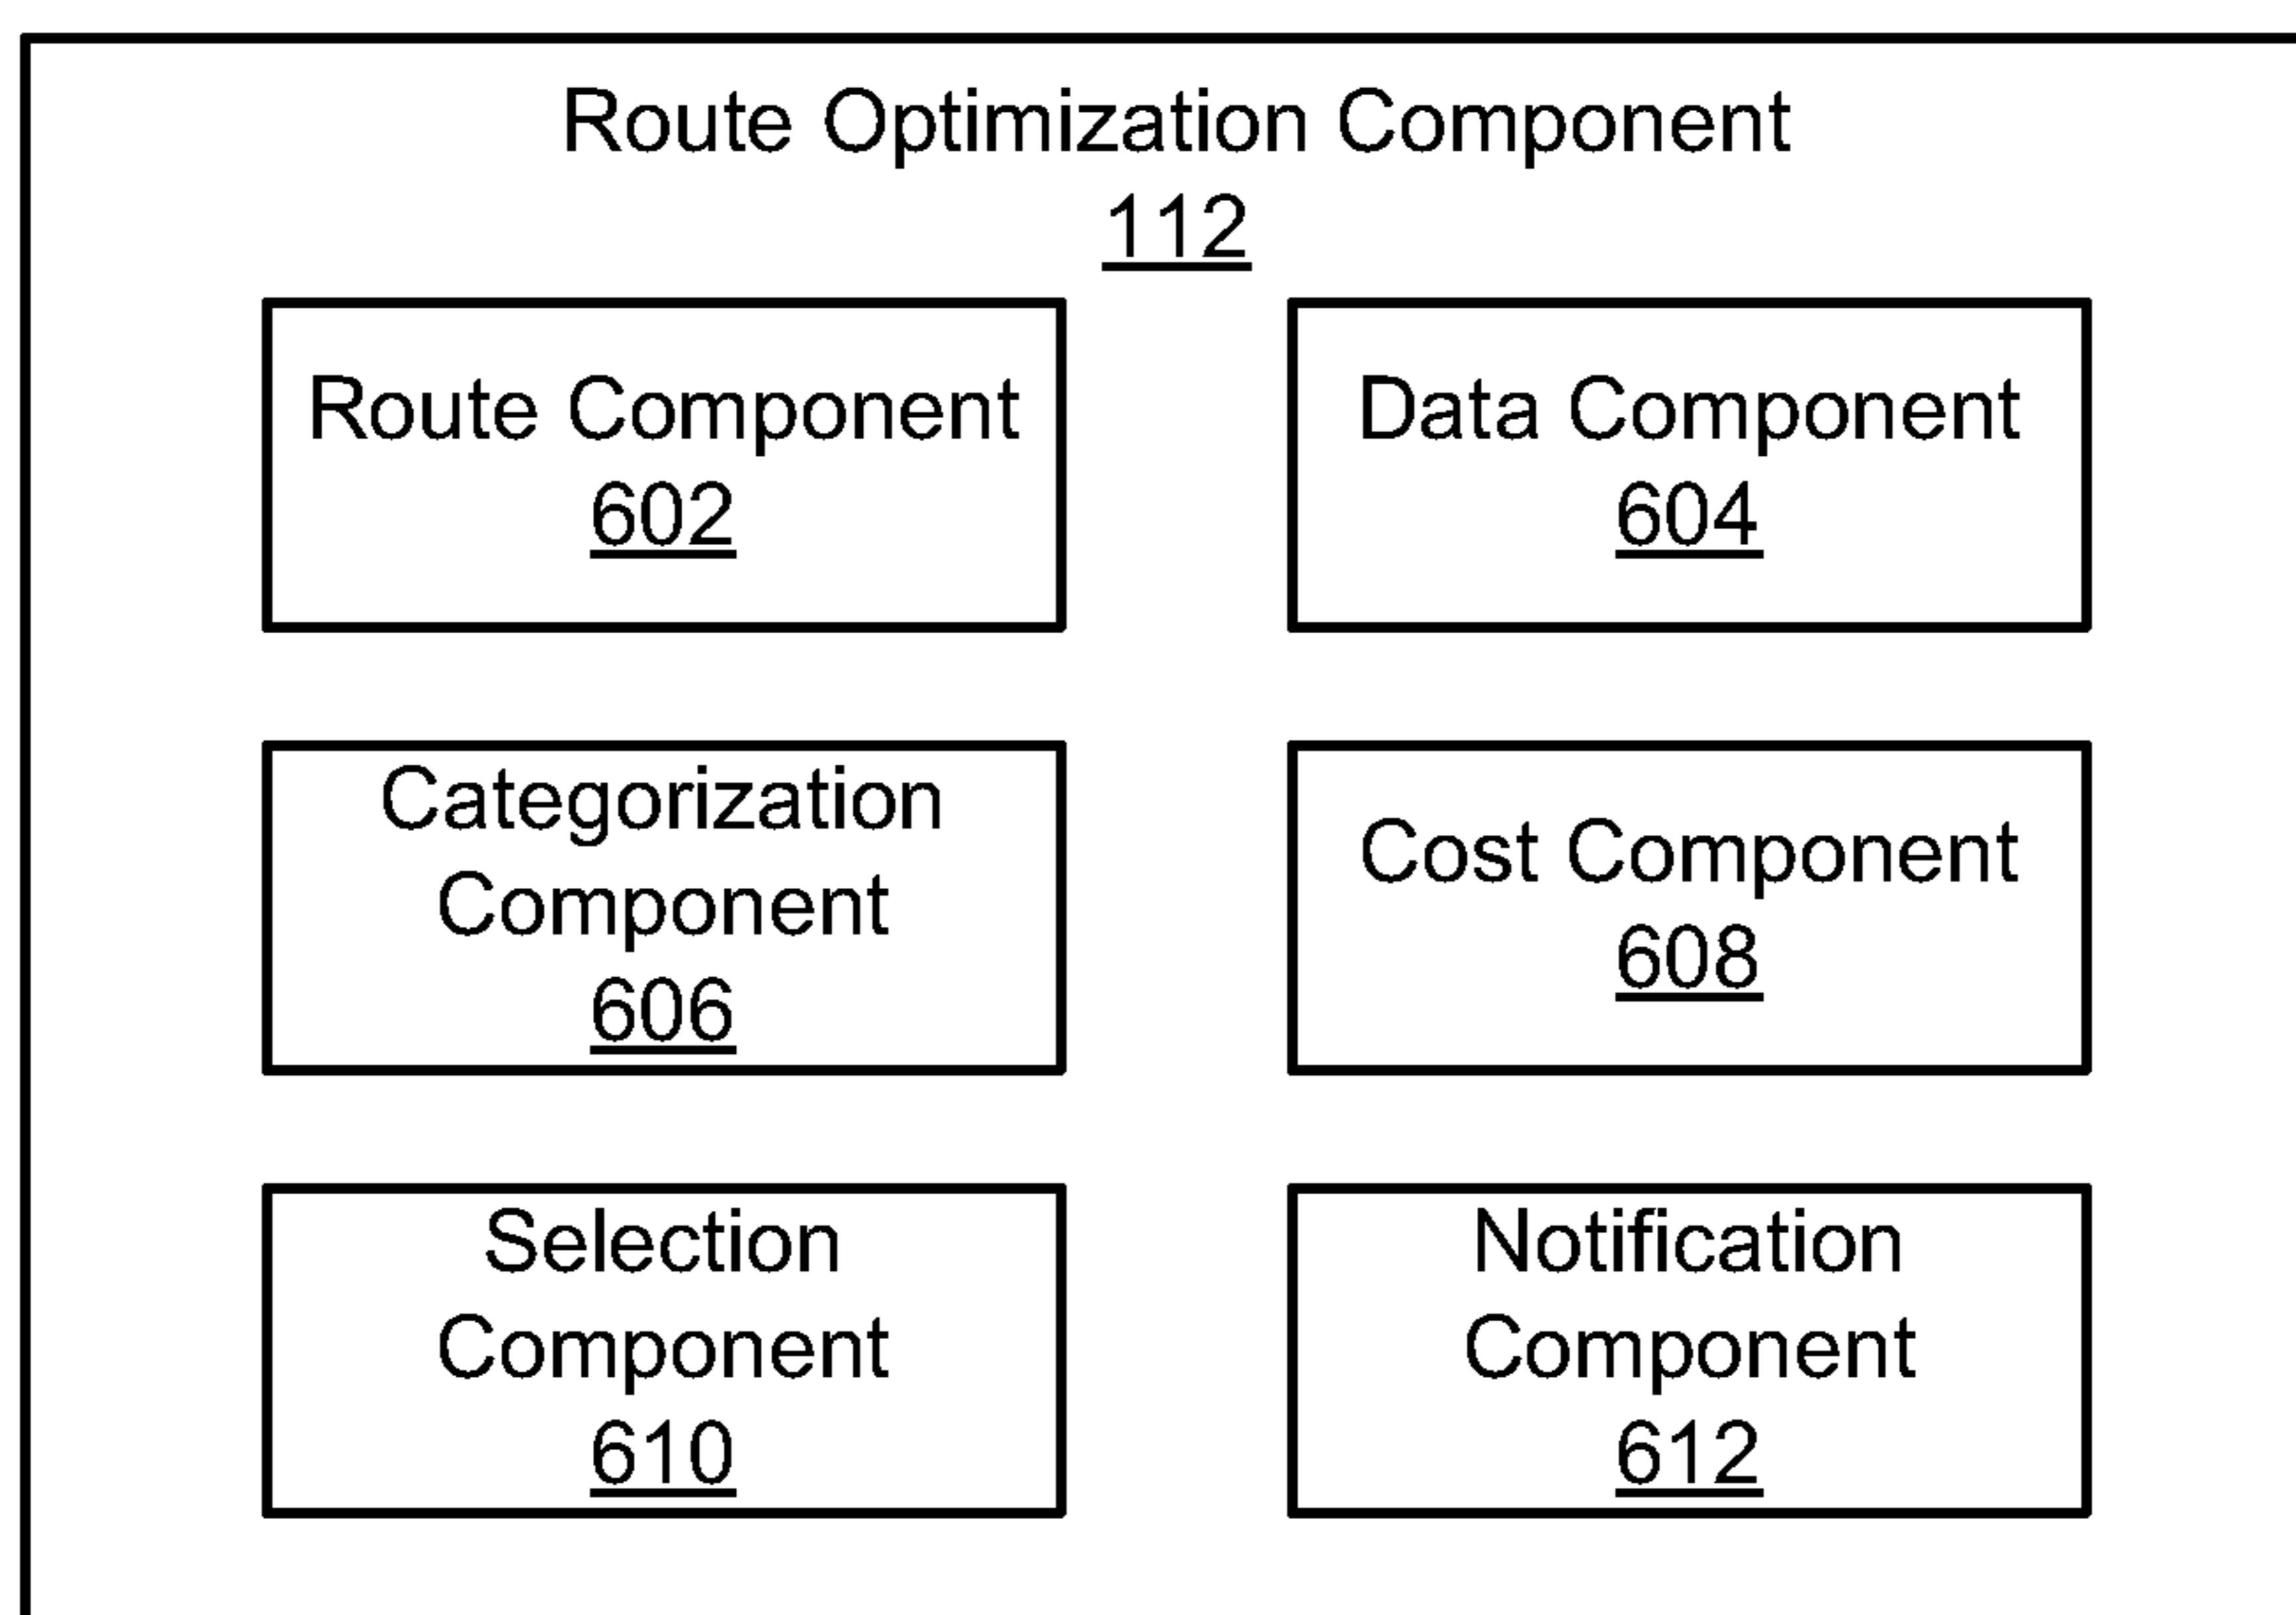 Route Optimization Component
112
Route Component
602
Data Component
604
Categorization
Component
606
Cost Component
608
Selection
Component
610
Notification
Component
612